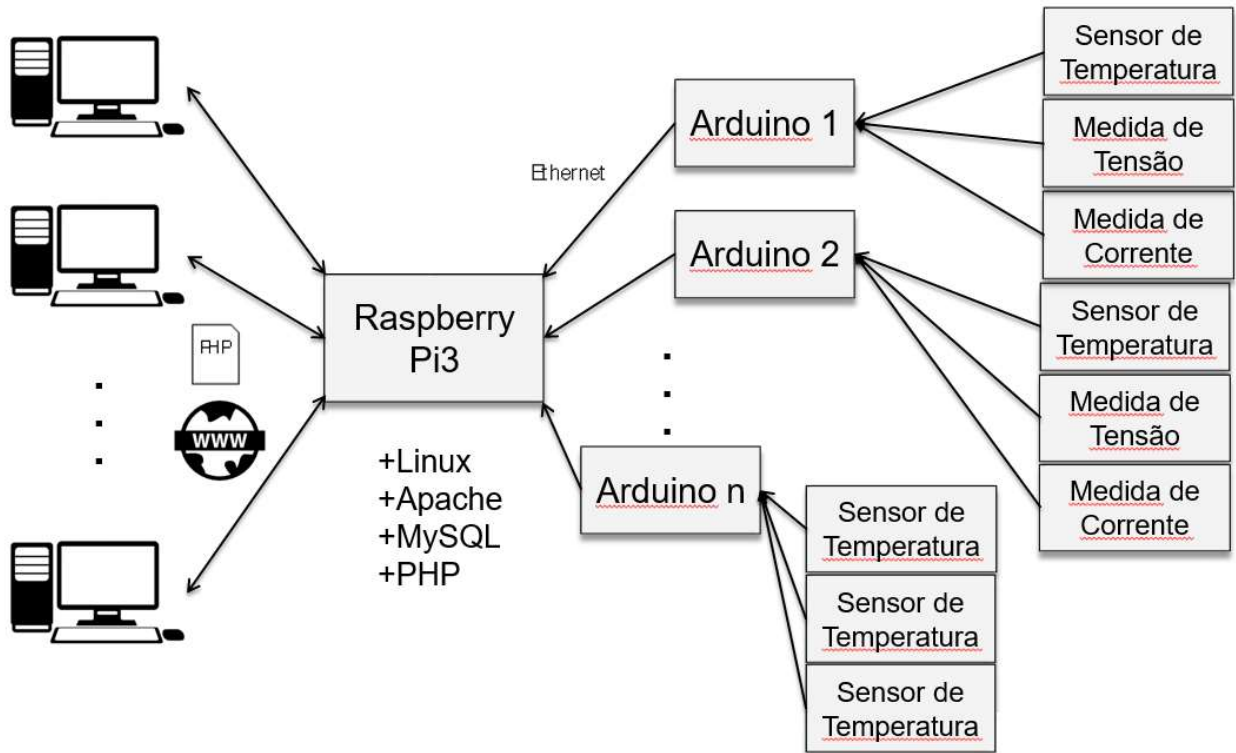 Sensor de
Temperatura
Arduino 1
Medida de
Tensão
Ethernet
Medida de
Corrente
Arduino 2
Sensor de
Temperatura
Raspberry
Pi3
PHP
Medida de
Tensão
WWW
+Linux
+Apache
+MySQL
+PHP
Arduino n
Medida de
Corrente
Sensor de
Temperatura
Sensor de
Temperatura
Sensor de
Temperatura